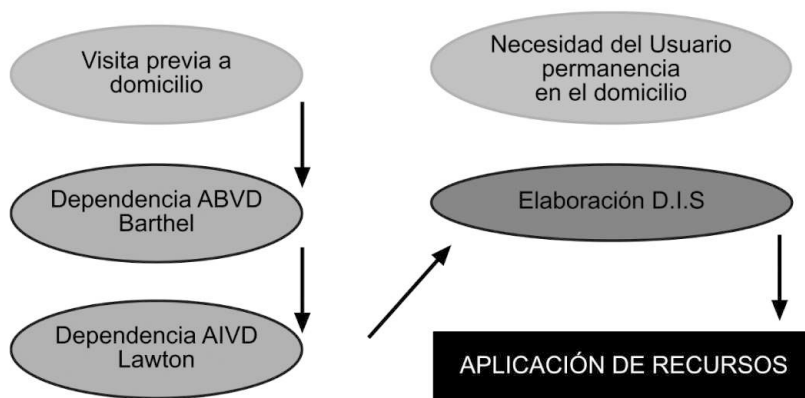 Visita previa a
domicilio
Dependencia ABVD
Barthel
Dependencia AIVD
Lawton
Necesidad del Usuario
permanencia
en el domicilio
Elaboración D.I.S
APLICACIÓN DE RECURSOS